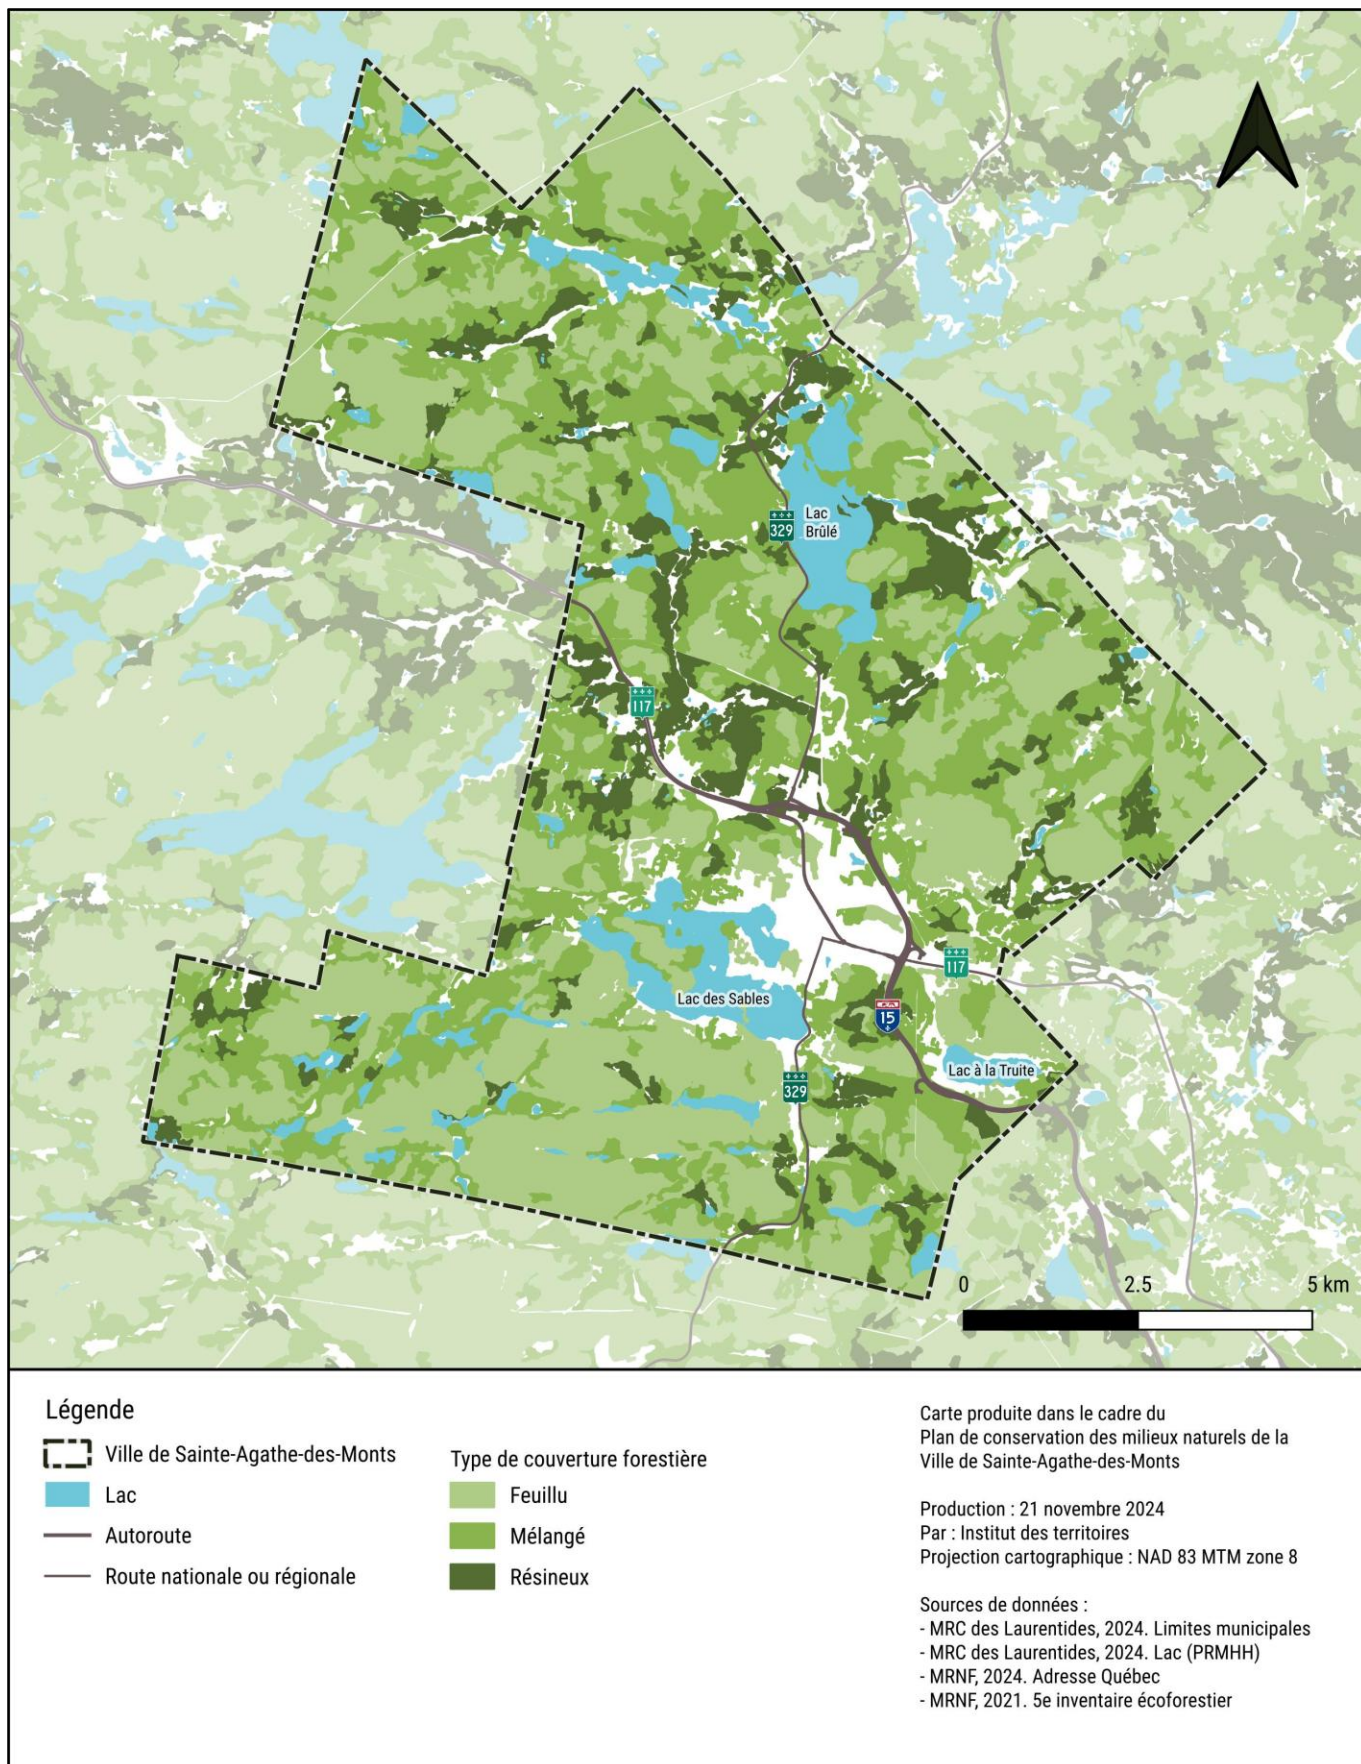 Lac
Brûlé
329
117
117
Lac des Sables
15
Lac à la Truite
329
0 2.5 5 km
Légende
Ville de Sainte-Agathe-des-Monts
Lac
Autoroute
Route nationale ou régionale
Type de couverture forestière
Feuillu
Mélangé
Résineux
Carte produite dans le cadre du
Plan de conservation des milieux naturels de la
Ville de Sainte-Agathe-des-Monts
Production : 21 novembre 2024
Par : Institut des territoires
Projection cartographique : NAD 83 MTM zone 8
Sources de données :
- MRC des Laurentides, 2024. Limites municipales
- MRC des Laurentides, 2024. Lac (PRMHH)
- MRNF, 2024. Adresse Québec
- MRNF, 2021. 5e inventaire écoforestier